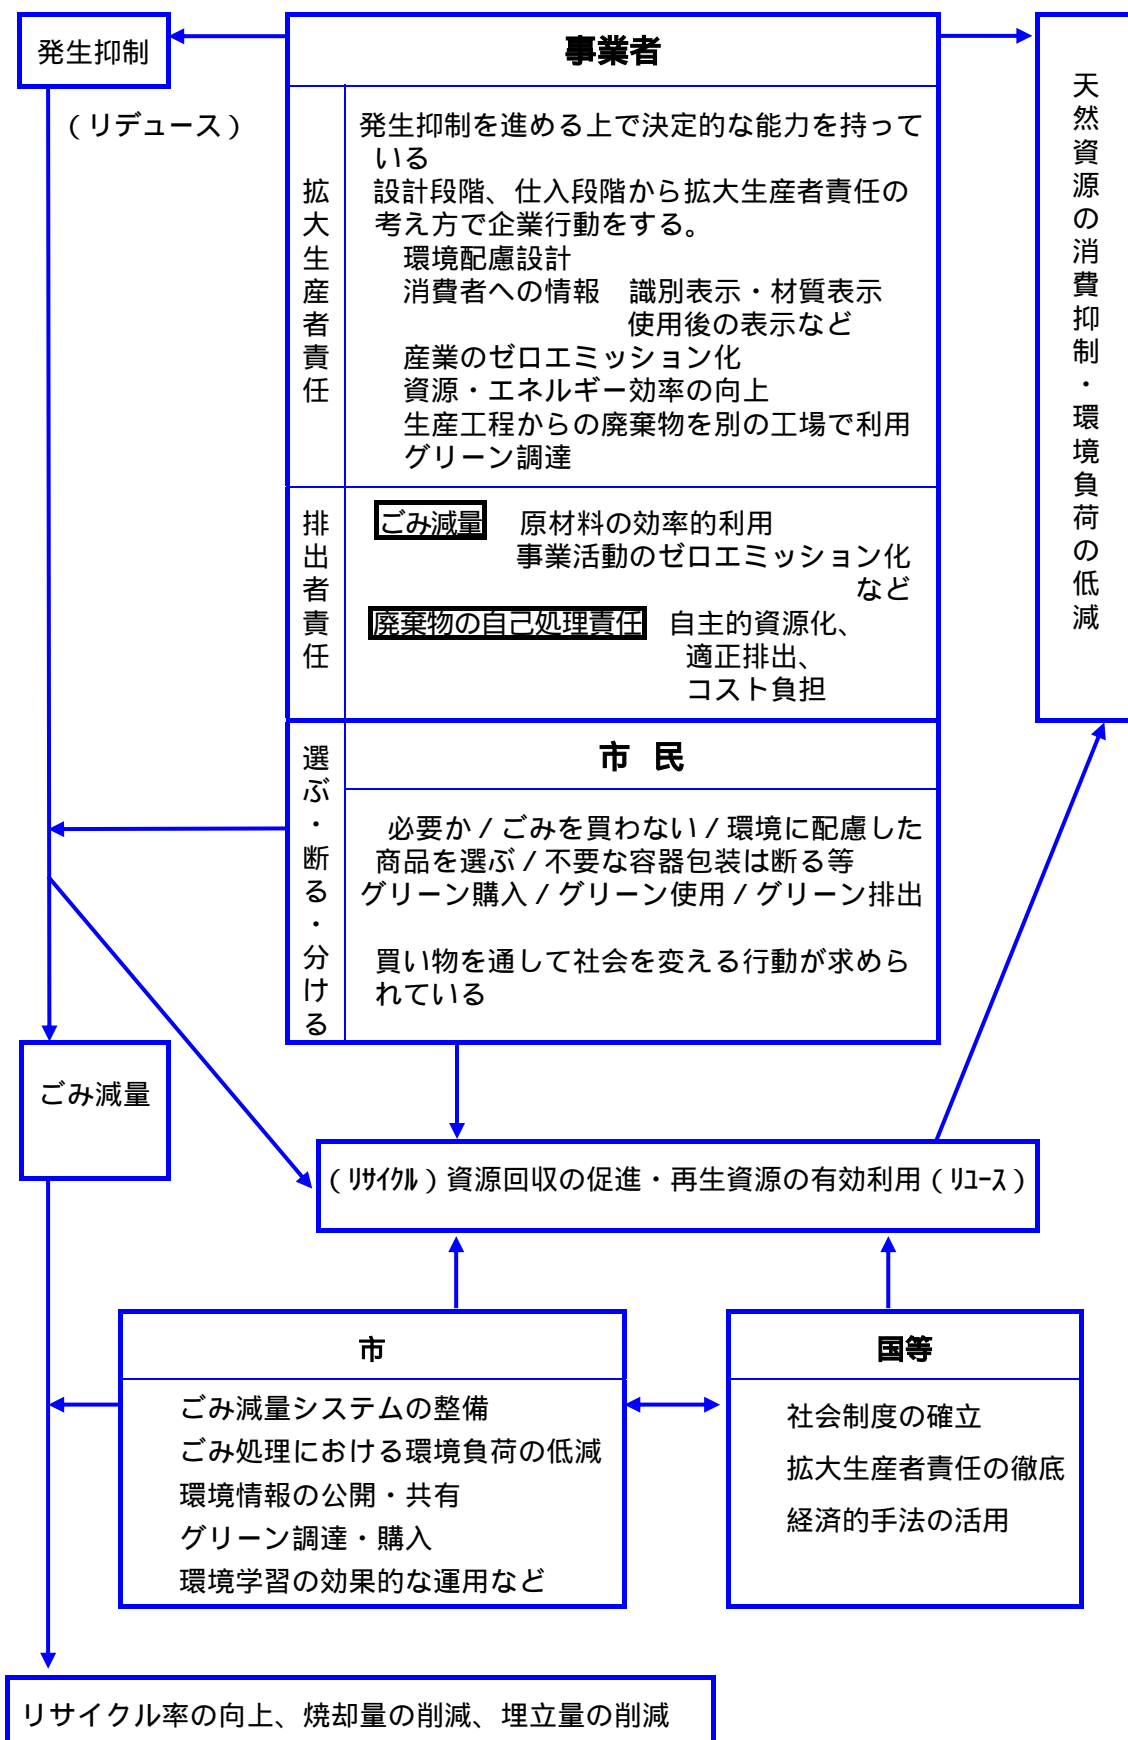 発生抑制
(リデュース)
事業者
拡大生産者責任
発生抑制を進める上で決定的な能力を持って
いる
設計段階、仕入段階から拡大生産者責任の
考え方で企業行動をする。
環境配慮設計
消費者への情報 識別表示・材質表示
使用後の表示など
産業のゼロエミッション化
資源・エネルギー効率の向上
生産工程からの廃棄物を別の工場で利用
グリーン調達
排出者責任
ごみ減量 原材料の効率的利用
事業活動のゼロエミッション化
など
廃棄物の自己処理責任 自主的資源化、
適正排出、
コスト負担
天然資源の消費抑制・環境負荷の低減
選ぶ・断る・分ける
市 民
必要か/ごみを買わない/環境に配慮した
商品を選ぶ/不要な容器包装は断る等
グリーン購入/グリーン使用/グリーン排出
買い物を通して社会を変える行動が求めら
れている
ごみ減量
(リサイクル)資源回収の促進・再生資源の有効利用(リユース)
市
ごみ減量システムの整備
ごみ処理における環境負荷の低減
環境情報の公開・共有
グリーン調達・購入
環境学習の効果的な運用など
国等
社会制度の確立
拡大生産者責任の徹底
経済的手法の活用
リサイクル率の向上、焼却量の削減、埋立量の削減